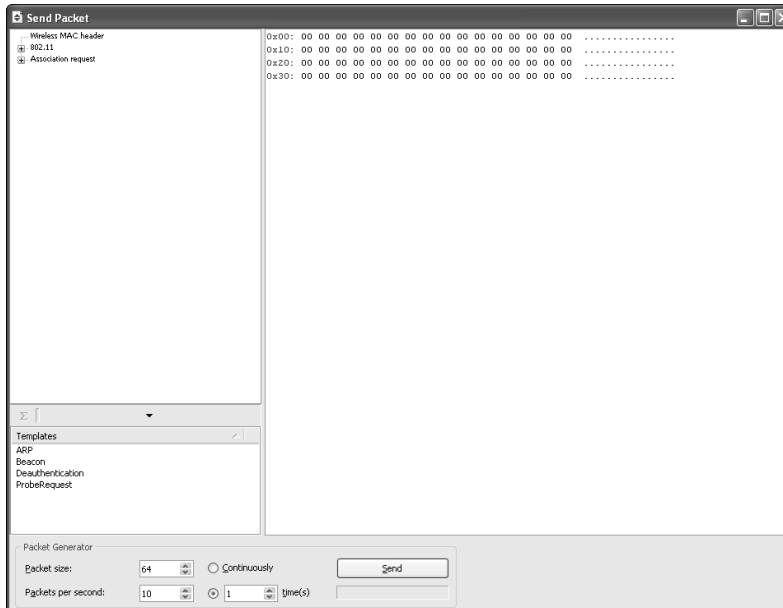 Send Packet
Wireless MAC header
802.11
Association request
0x00: 00 00 00 00 00 00 00 00 00 00 00 00 00 00 00 00 ................
0x10: 00 00 00 00 00 00 00 00 00 00 00 00 00 00 00 00 ................
0x20: 00 00 00 00 00 00 00 00 00 00 00 00 00 00 00 00 ................
0x30: 00 00 00 00 00 00 00 00 00 00 00 00 00 00 00 00 ................
Σ
Templates
ARP
Beacon
Deauthentication
ProbeRequest
Packet Generator
Packet size: 64 Continuously Send
Packets per second: 10 1 time(s)